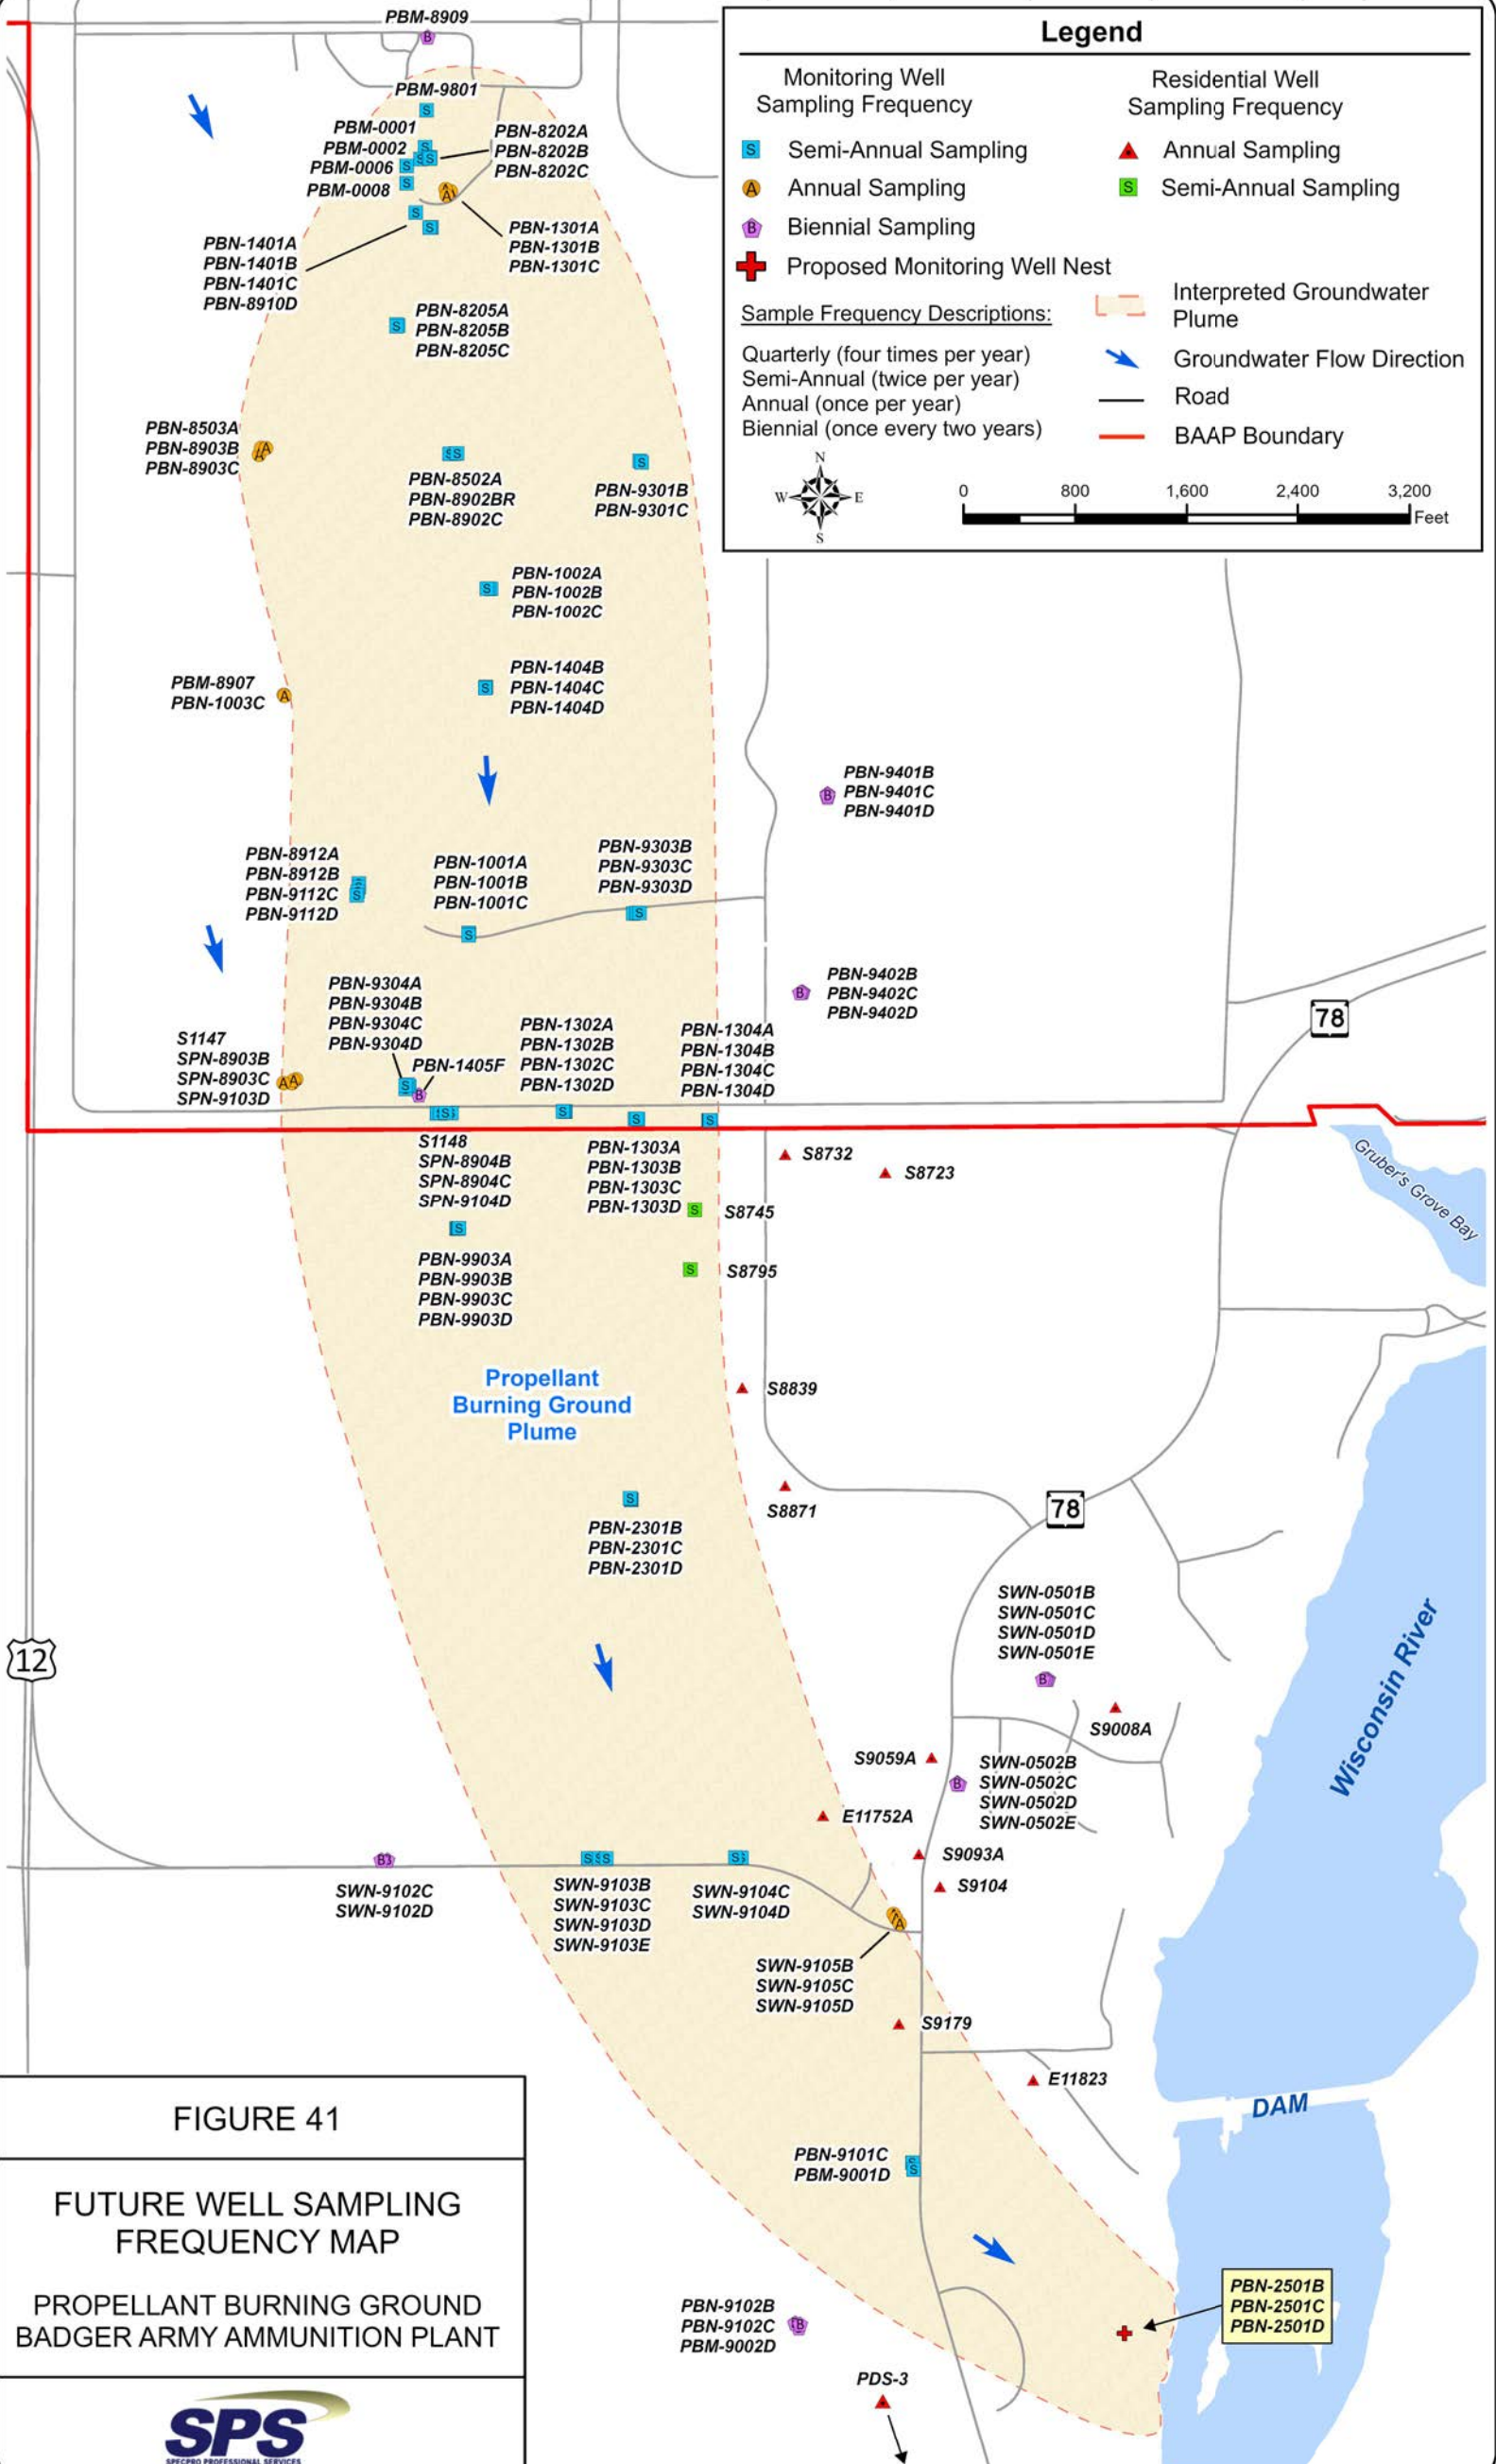 Legend
Monitoring Well
Sampling Frequency
S Semi-Annual Sampling
A Annual Sampling
B Biennial Sampling
Proposed Monitoring Well Nest
Residential Well
Sampling Frequency
Annual Sampling
S Semi-Annual Sampling
Sample Frequency Descriptions:
Quarterly (four times per year)
Semi-Annual (twice per year)
Annual (once per year)
Biennial (once every two years)
Interpreted Groundwater
Plume
Groundwater Flow Direction
Road
BAAP Boundary
N
W E
S
0 800 1,600 2,400 3,200
Feet
PBM-8909
B
PBM-9801
S
PBM-0001
PBM-0002
PBM-0006
PBM-0008
S
S S
S
S
PBN-8202A
PBN-8202B
PBN-8202C
A
PBN-1301A
PBN-1301B
PBN-1301C
PBN-1401A
PBN-1401B
PBN-1401C
PBN-8910D
S
S
S
PBN-8205A
PBN-8205B
PBN-8205C
PBN-8503A
PBN-8903B
PBN-8903C
A A
S S
PBN-8502A
PBN-8902BR
PBN-8902C
S
PBN-9301B
PBN-9301C
S
PBN-1002A
PBN-1002B
PBN-1002C
S
PBN-1404B
PBN-1404C
PBN-1404D
PBM-8907
PBN-1003C
A
B
PBN-9401B
PBN-9401C
PBN-9401D
PBN-8912A
PBN-8912B
PBN-9112C
PBN-9112D
S
PBN-1001A
PBN-1001B
PBN-1001C
S
PBN-9303B
PBN-9303C
PBN-9303D
S
B
PBN-9402B
PBN-9402C
PBN-9402D
78
PBN-9304A
PBN-9304B
PBN-9304C
PBN-9304D
S
PBN-1405F
B
PBN-1302A
PBN-1302B
PBN-1302C
PBN-1302D
S
PBN-1304A
PBN-1304B
PBN-1304C
PBN-1304D
S
S1147
SPN-8903B
SPN-8903C
SPN-9103D
A A
S
S1148
SPN-8904B
SPN-8904C
SPN-9104D
S
PBN-1303A
PBN-1303B
PBN-1303C
PBN-1303D
S8732
S8723
S S8745
S S8795
Gruber's Grove Bay
S
PBN-9903A
PBN-9903B
PBN-9903C
PBN-9903D
Propellant
Burning Ground
Plume
S8839
S8871
78
S
PBN-2301B
PBN-2301C
PBN-2301D
SWN-0501B
SWN-0501C
SWN-0501D
SWN-0501E
B
S9008A
Wisconsin River
12
S9059A
B
SWN-0502B
SWN-0502C
SWN-0502D
SWN-0502E
E11752A
S9093A
S9104
B
SWN-9102C
SWN-9102D
S S S
SWN-9103B
SWN-9103C
SWN-9103D
SWN-9103E
S
SWN-9104C
SWN-9104D
A
SWN-9105B
SWN-9105C
SWN-9105D
S9179
E11823
DAM
PBN-9101C
PBM-9001D
S
PBN-9102B
PBN-9102C
PBM-9002D
B
PBN-2501B
PBN-2501C
PBN-2501D
PDS-3
FIGURE 41
FUTURE WELL SAMPLING
FREQUENCY MAP
PROPELLANT BURNING GROUND
BADGER ARMY AMMUNITION PLANT
SPS
SPECPRO PROFESSIONAL SERVICES